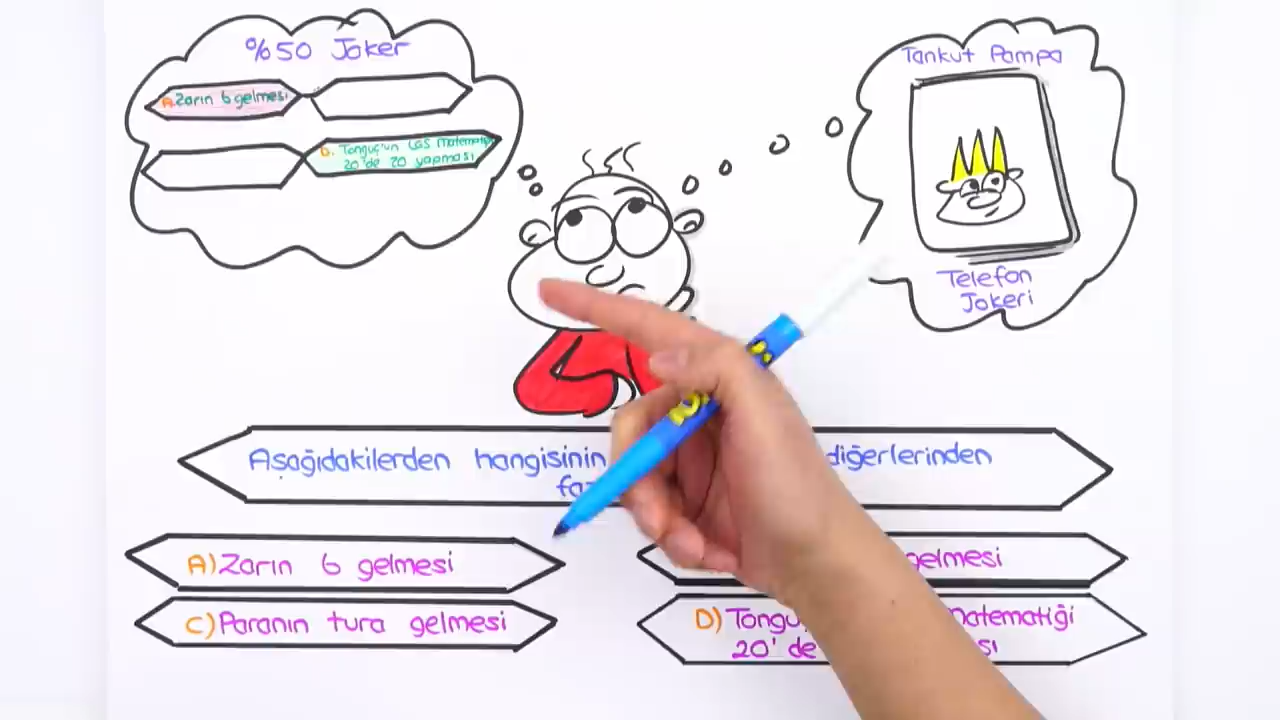 %50 Joker
A. Zarın 6 gelmesi
D. Tonguç'un LGS Matematiği
20'de 20 yapması
Tankut Pampa
Telefon
Jokeri
Aşağıdakilerden hangisinin diğerlerinden
A) Zarın 6 gelmesi
gelmesi
C) Paranın tura gelmesi
D) matematiği
20' de